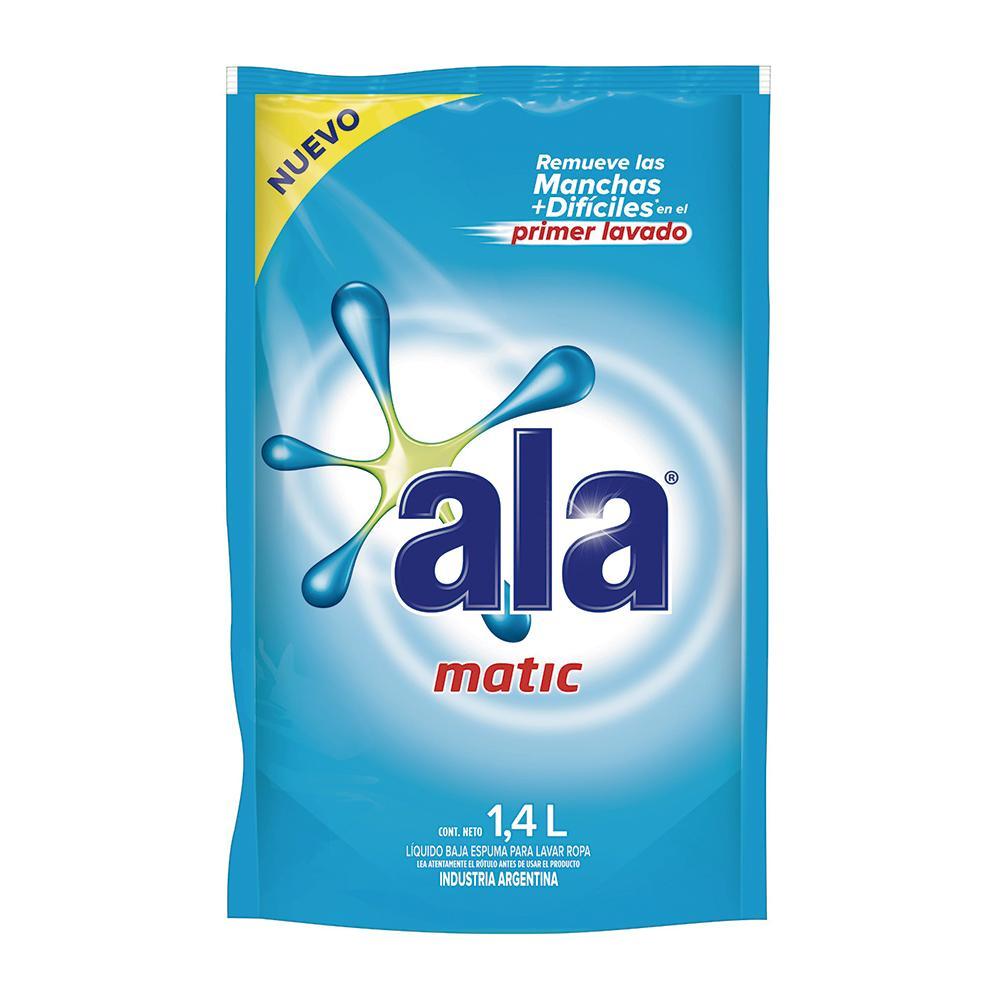 NUEVO
Remueve las
Manchas
+Difíciles* en el
primer lavado
ala®
matic
CONT. NETO 1,4 L
LÍQUIDO BAJA ESPUMA PARA LAVAR ROPA
LEA ATENTAMENTE EL RÓTULO ANTES DE USAR EL PRODUCTO
INDUSTRIA ARGENTINA